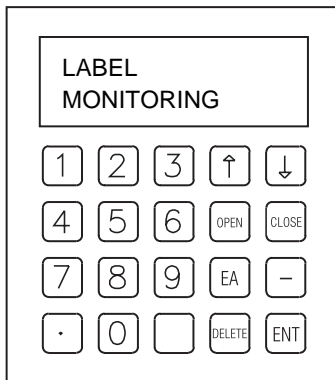 LABEL
MONITORING
1 2 3 ↑ ↓
4 5 6 OPEN CLOSE
7 8 9 EA −
· 0 DELETE ENT